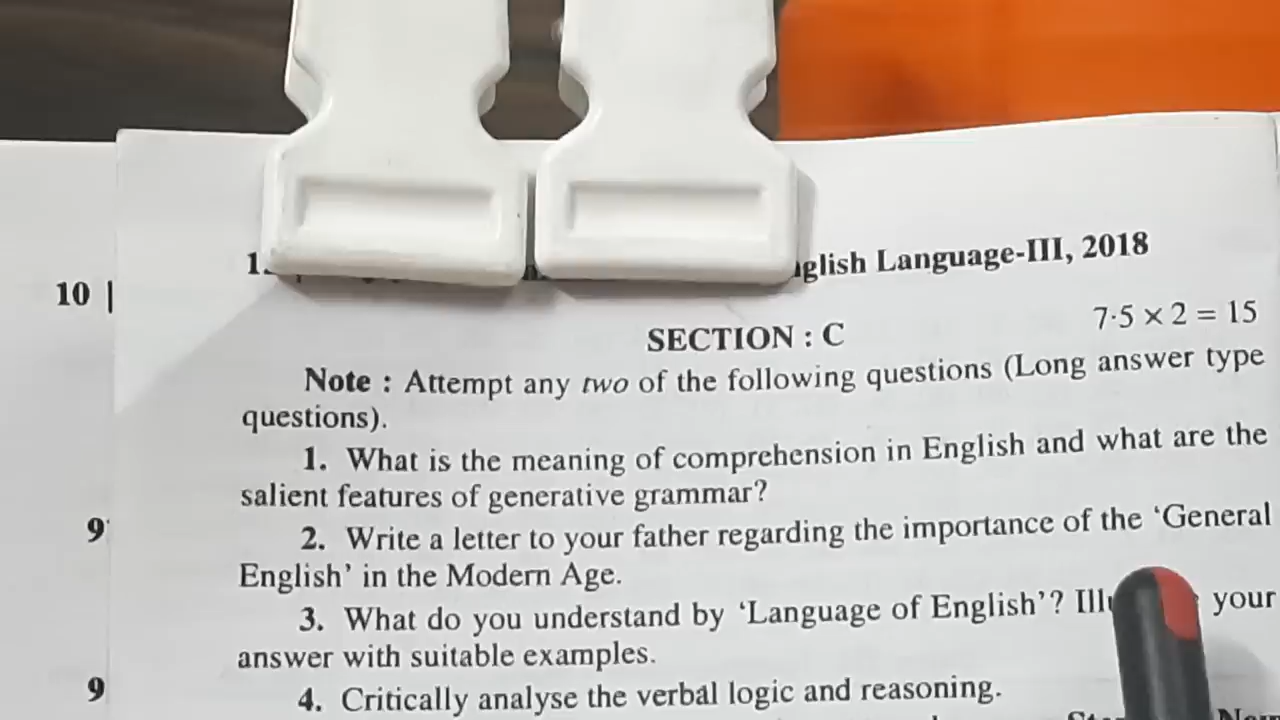 10 |
glish Language-III, 2018
SECTION : C
7·5 × 2 = 15
Note : Attempt any two of the following questions (Long answer type
questions).
1. What is the meaning of comprehension in English and what are the
salient features of generative grammar?
9
2. Write a letter to your father regarding the importance of the ‘General
English’ in the Modern Age.
3. What do you understand by ‘Language of English’? your
answer with suitable examples.
9
4. Critically analyse the verbal logic and reasoning.